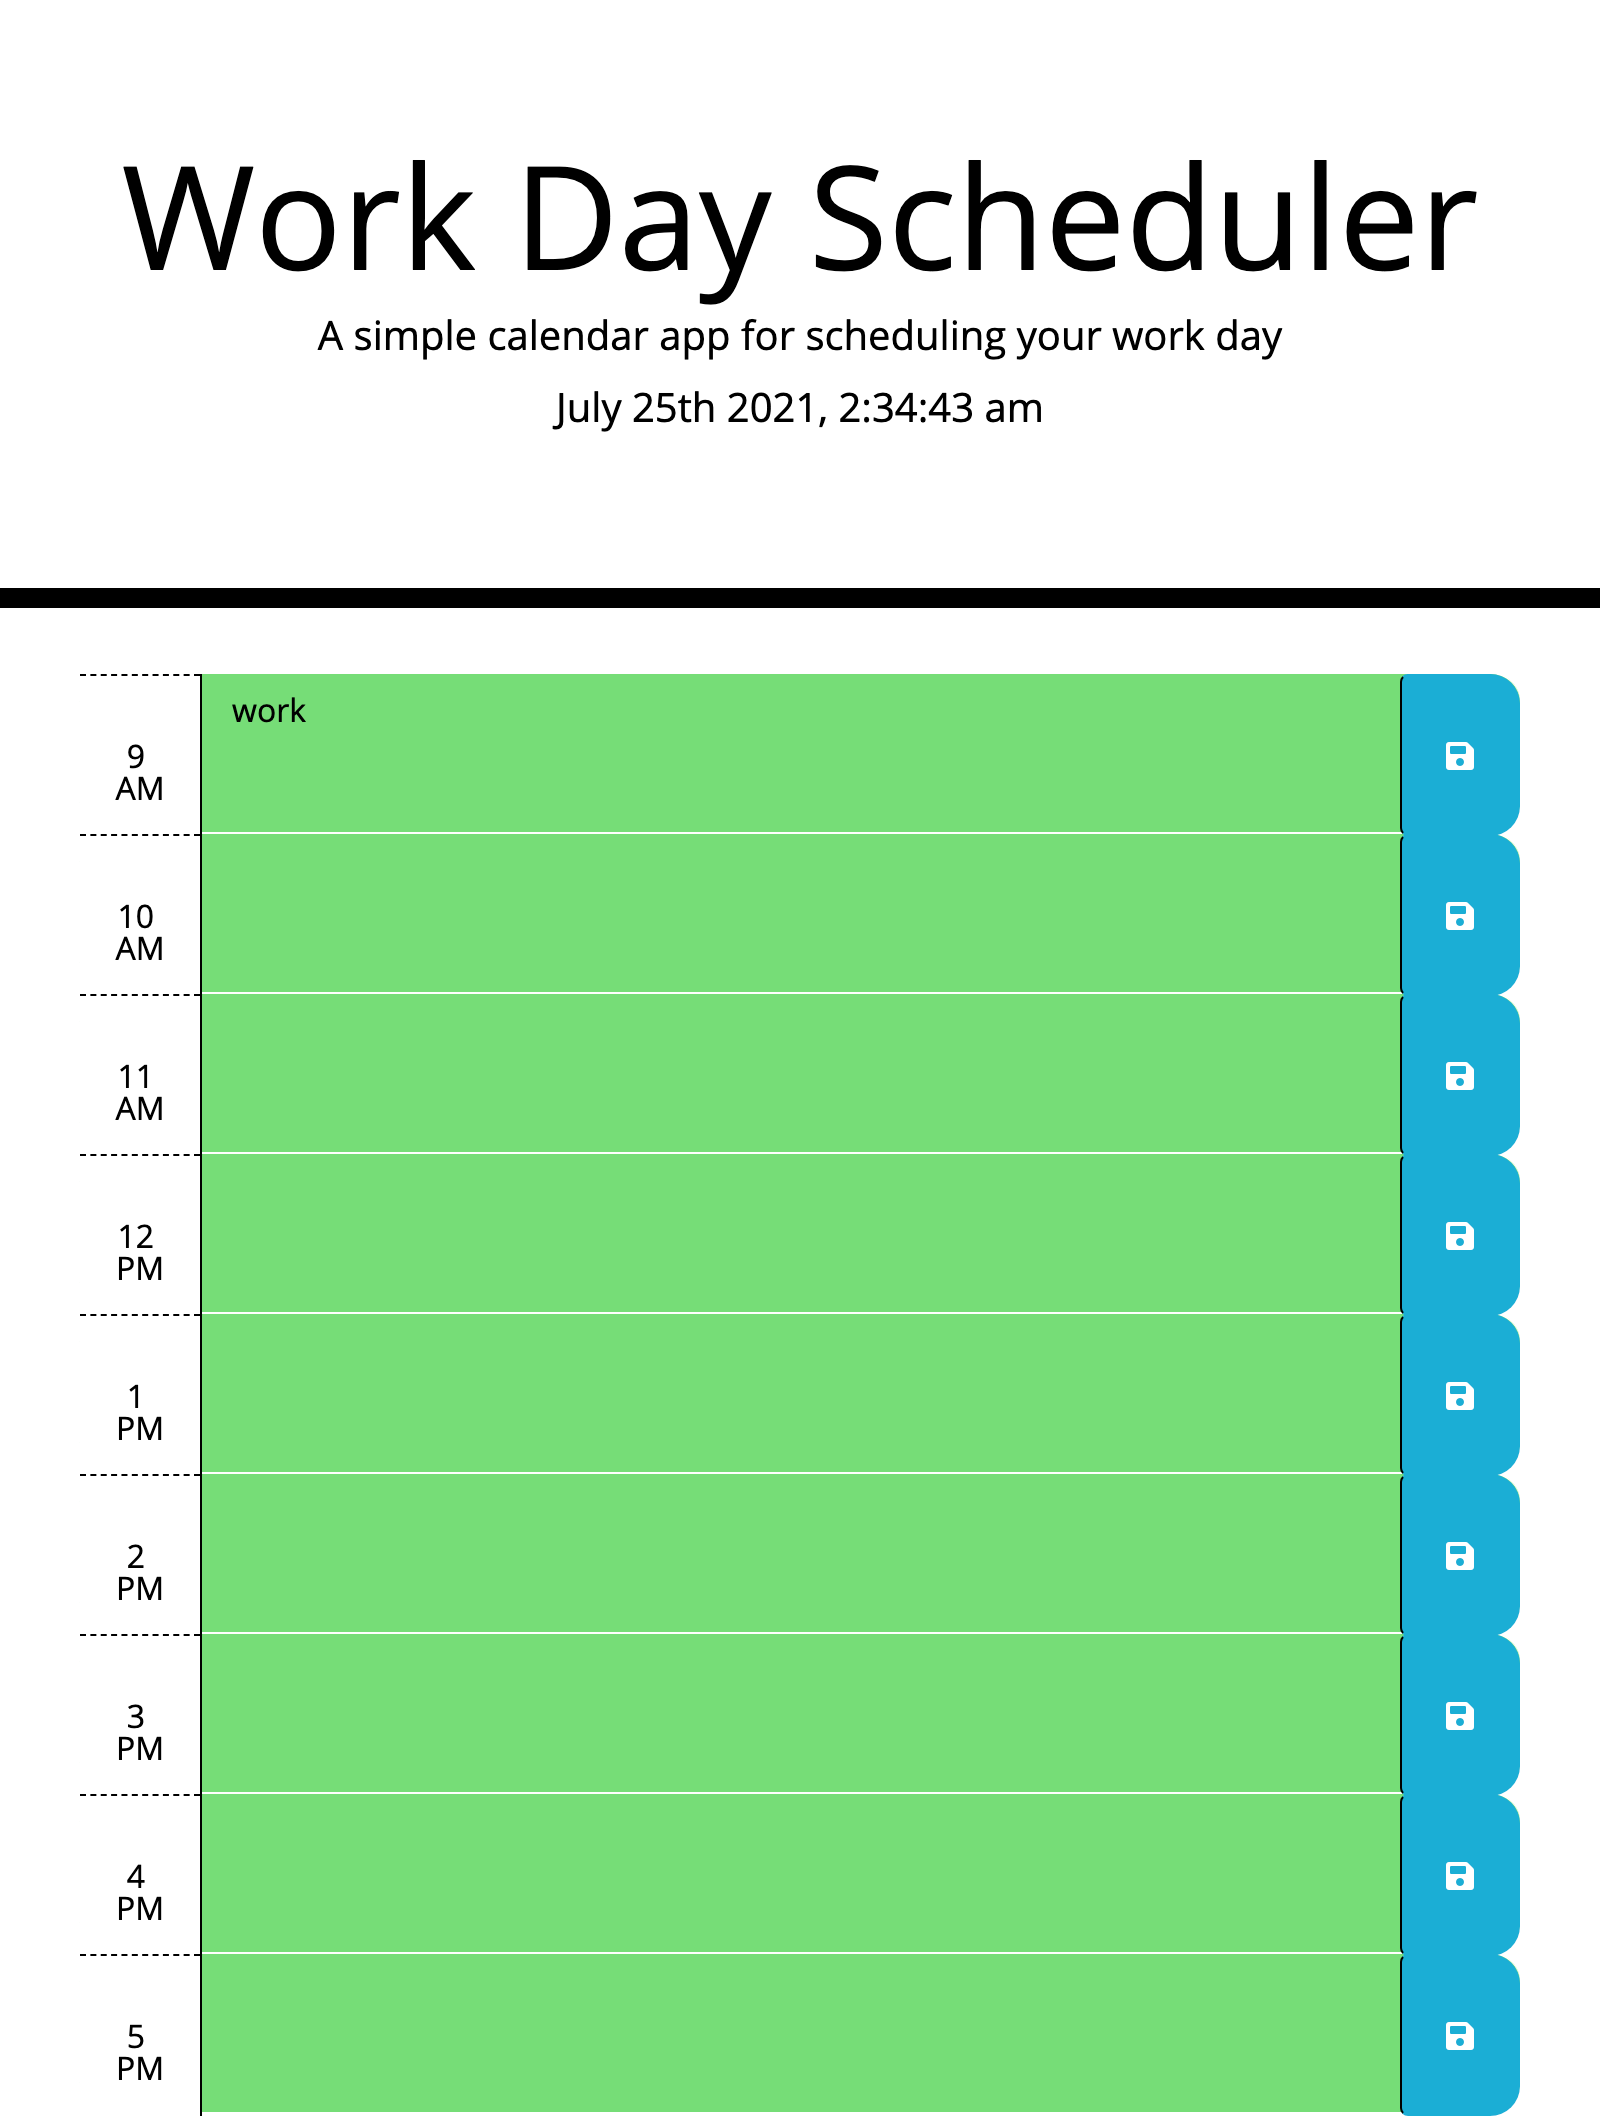 Work Day Scheduler
A simple calendar app for scheduling your work day
July 25th 2021, 2:34:43 am
work
9
AM
10
AM
11
AM
12
PM
1
PM
2
PM
3
PM
4
PM
5
PM